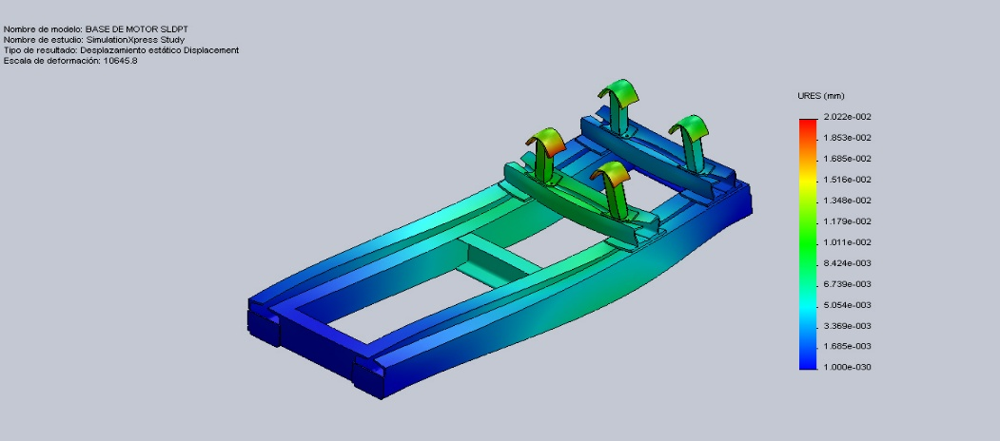 Nombre de modelo: BASE DE MOTOR SLDPT
Nombre de estudio: SimulationXpress Study
Tipo de resultado: Desplazamiento estático Displacement
Escala de deformación: 10645.8
URES (mm)
2.022e-002
1.853e-002
1.685e-002
1.516e-002
1.348e-002
1.179e-002
1.011e-002
8.424e-003
6.739e-003
5.054e-003
3.369e-003
1.685e-003
1.000e-030